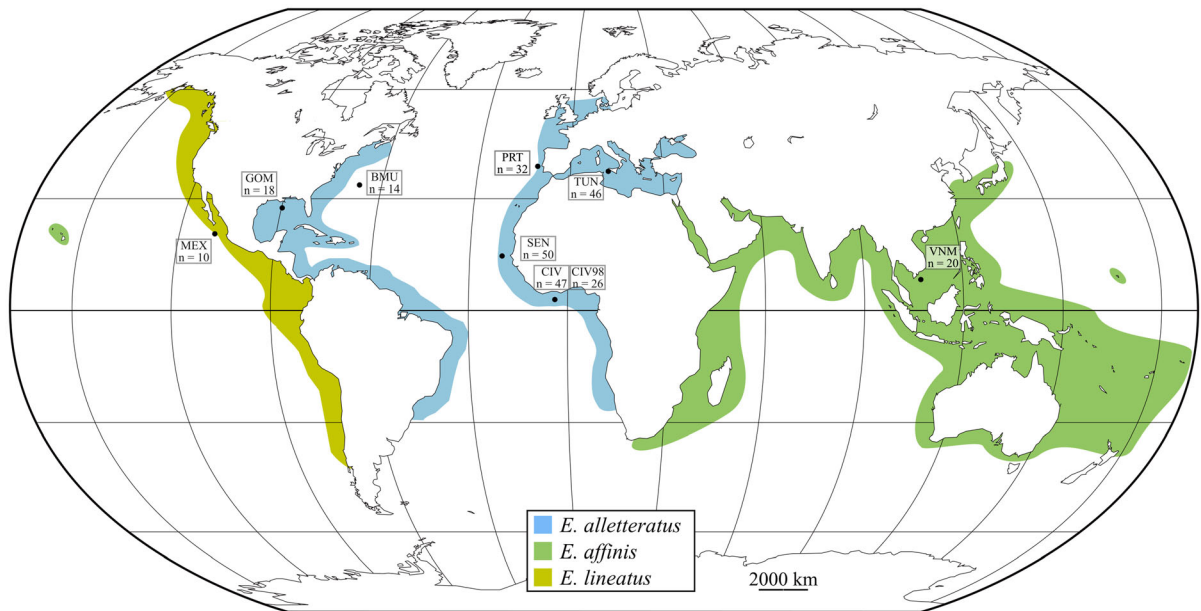 PRT
n = 32
TUN
n = 46
GOM
n = 18
BMU
n = 14
MEX
n = 10
SEN
n = 50
CIV
n = 47
CIV98
n = 26
VNM
n = 20
E. alletteratus
E. affinis
E. lineatus
2000 km